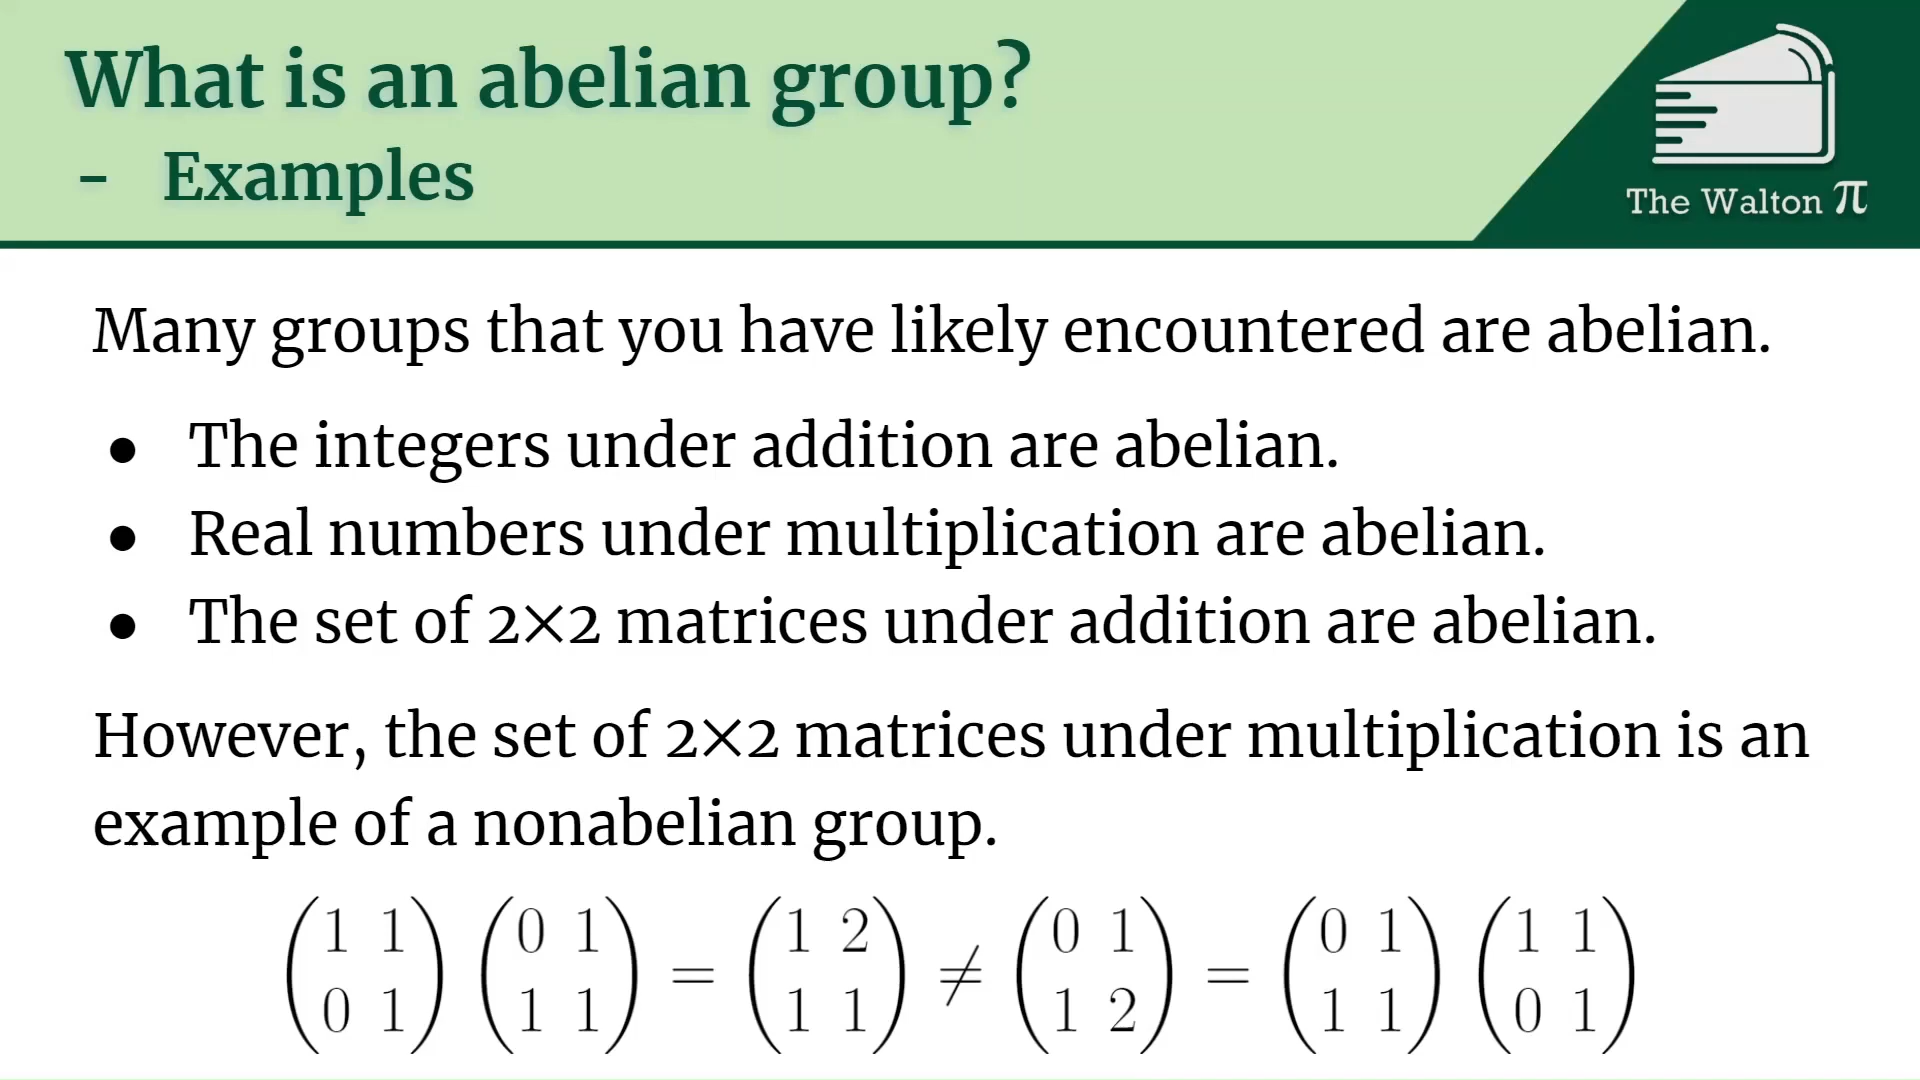 What is an abelian group?
- Examples
The Walton π
Many groups that you have likely encountered are abelian.
● The integers under addition are abelian.
● Real numbers under multiplication are abelian.
● The set of 2×2 matrices under addition are abelian.
However, the set of 2×2 matrices under multiplication is an
example of a nonabelian group.
(1 1) (0 1) = (1 2) ≠ (0 1) = (0 1) (1 1)
(0 1) (1 1) (1 1) (1 2) (1 1) (0 1)